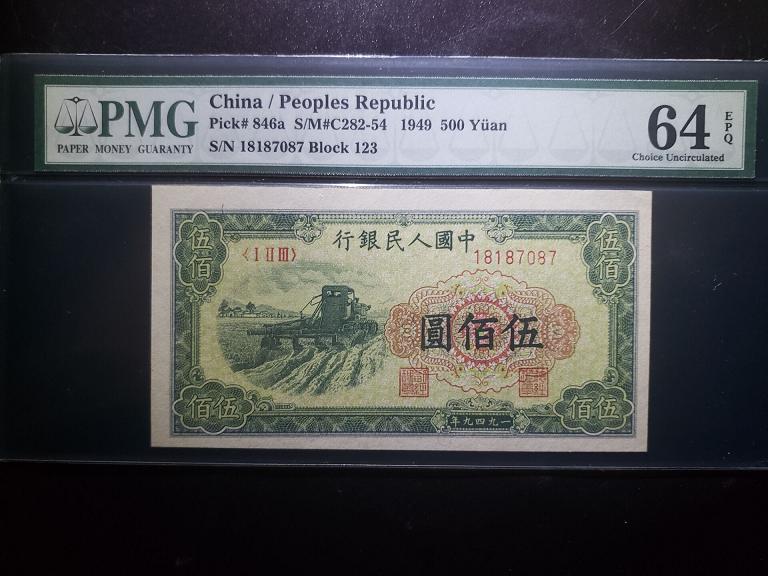 PMG
PAPER MONEY GUARANTY
China / Peoples Republic
Pick# 846a S/M#C282-54 1949 500 Yüan
S/N 18187087 Block 123
64 EPQ
Choice Uncirculated
行銀民人國中
〈I II III〉
18187087
伍佰
伍佰
圓佰伍
佰伍
佰伍
年九四九一